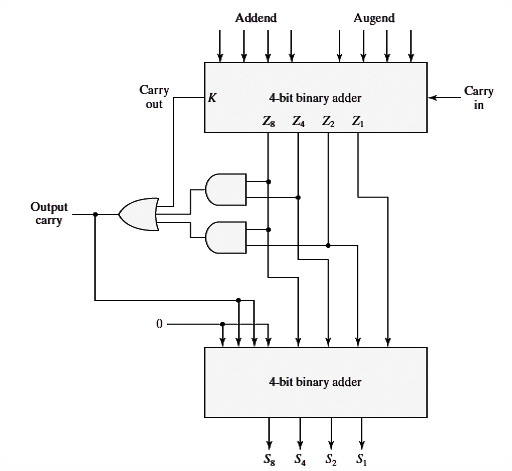 Addend Augend
Carry out
K
4-bit binary adder
Carry in
Z8 Z4 Z2 Z1
Output carry
0
4-bit binary adder
S8 S4 S2 S1